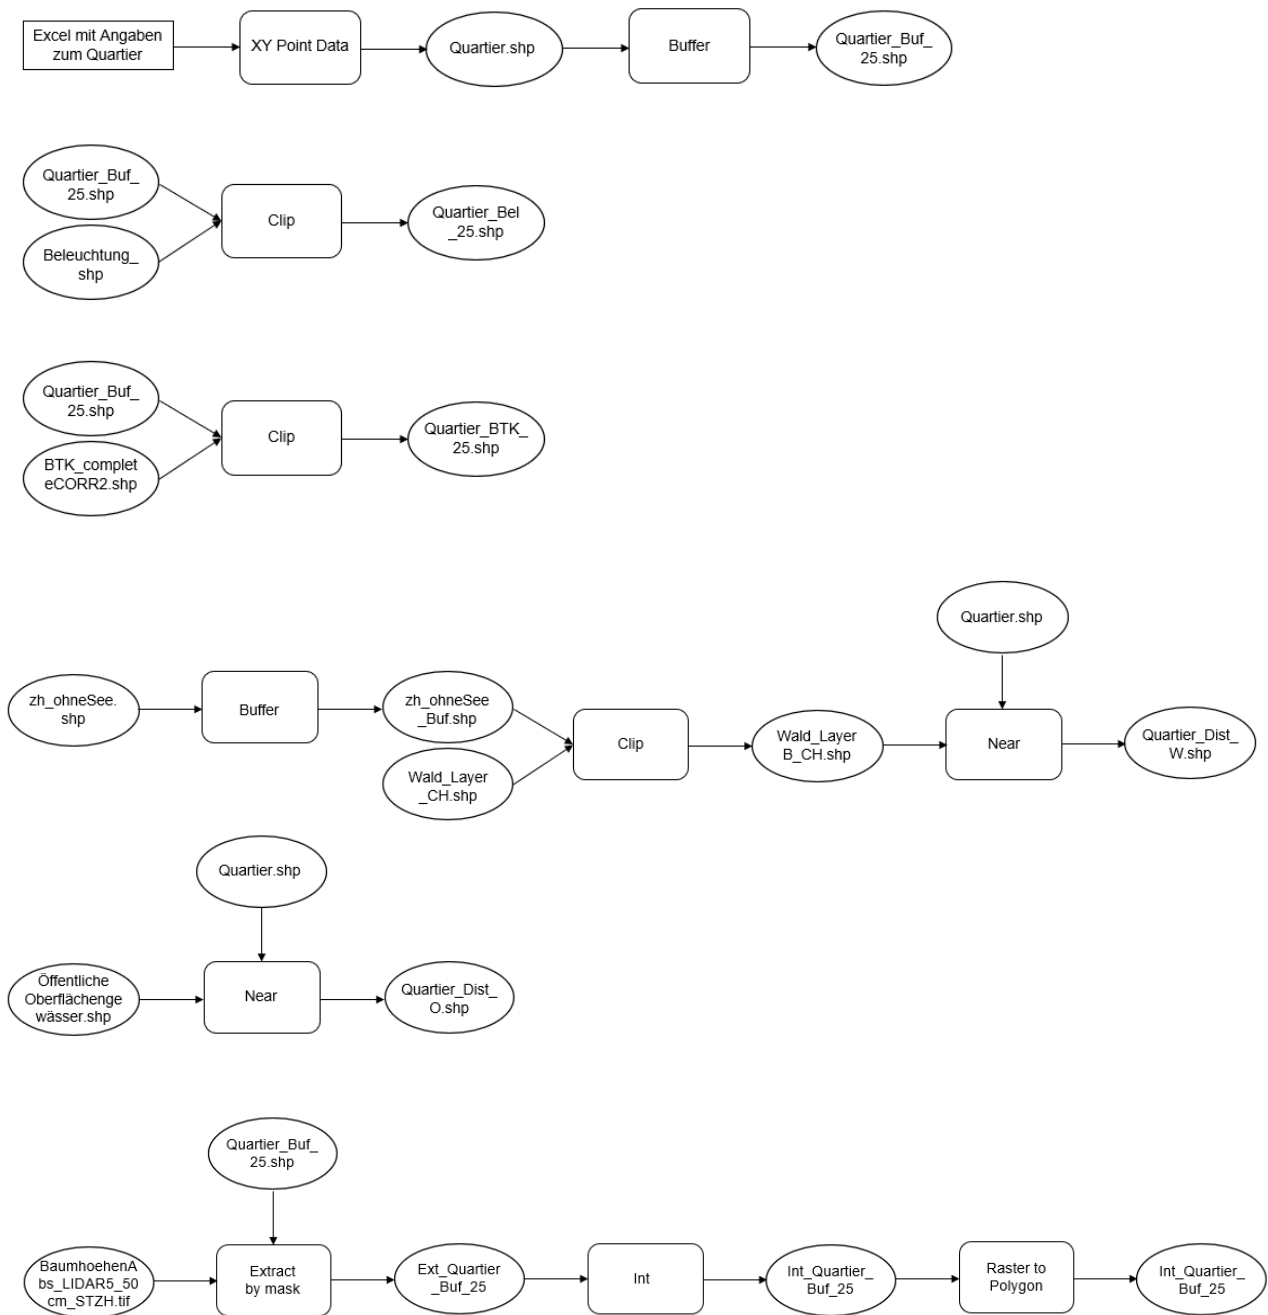 Excel mit Angaben
zum Quartier
XY Point Data
Quartier.shp
Buffer
Quartier_Buf_
25.shp
Quartier_Buf_
25.shp
Beleuchtung_
shp
Clip
Quartier_Bel
_25.shp
Quartier_Buf_
25.shp
BTK_complet
eCORR2.shp
Clip
Quartier_BTK_
25.shp
Quartier.shp
zh_ohneSee.
shp
Buffer
zh_ohneSee
_Buf.shp
Wald_Layer
_CH.shp
Clip
Wald_Layer
B_CH.shp
Near
Quartier_Dist_
W.shp
Quartier.shp
Öffentliche
Oberflächenge
wässer.shp
Near
Quartier_Dist_
O.shp
Quartier_Buf_
25.shp
BaumhoehenA
bs_LIDAR5_50
cm_STZH.tif
Extract
by mask
Ext_Quartier
_Buf_25
Int
Int_Quartier_
Buf_25
Raster to
Polygon
Int_Quartier_
Buf_25